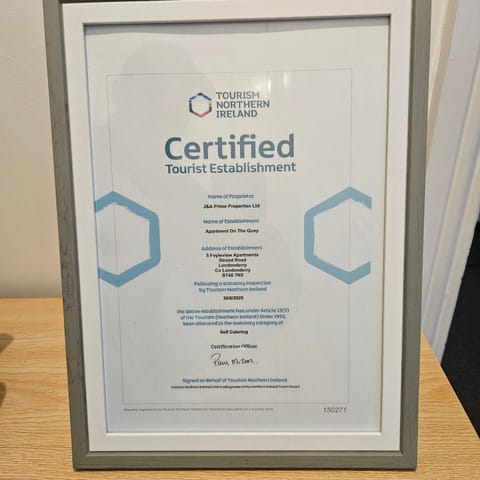 TOURISM
NORTHERN
IRELAND
Certified
Tourist Establishment
Name of Proprietor
J&A Prime Properties Ltd
Name of Establishment
Apartment On The Quay
Address of Establishment
5 Foyleview Apartments
Strand Road
Londonderry
Co Londonderry
BT48 7NS
Following a statutory inspection
by Tourism Northern Ireland
30/6/2025
the above establishment has under Article 13(3)
of the Tourism (Northern Ireland) Order 1992,
been allocated to the statutory category of:
Self Catering
Certification Officer
Signed on Behalf of Tourism Northern Ireland
150271